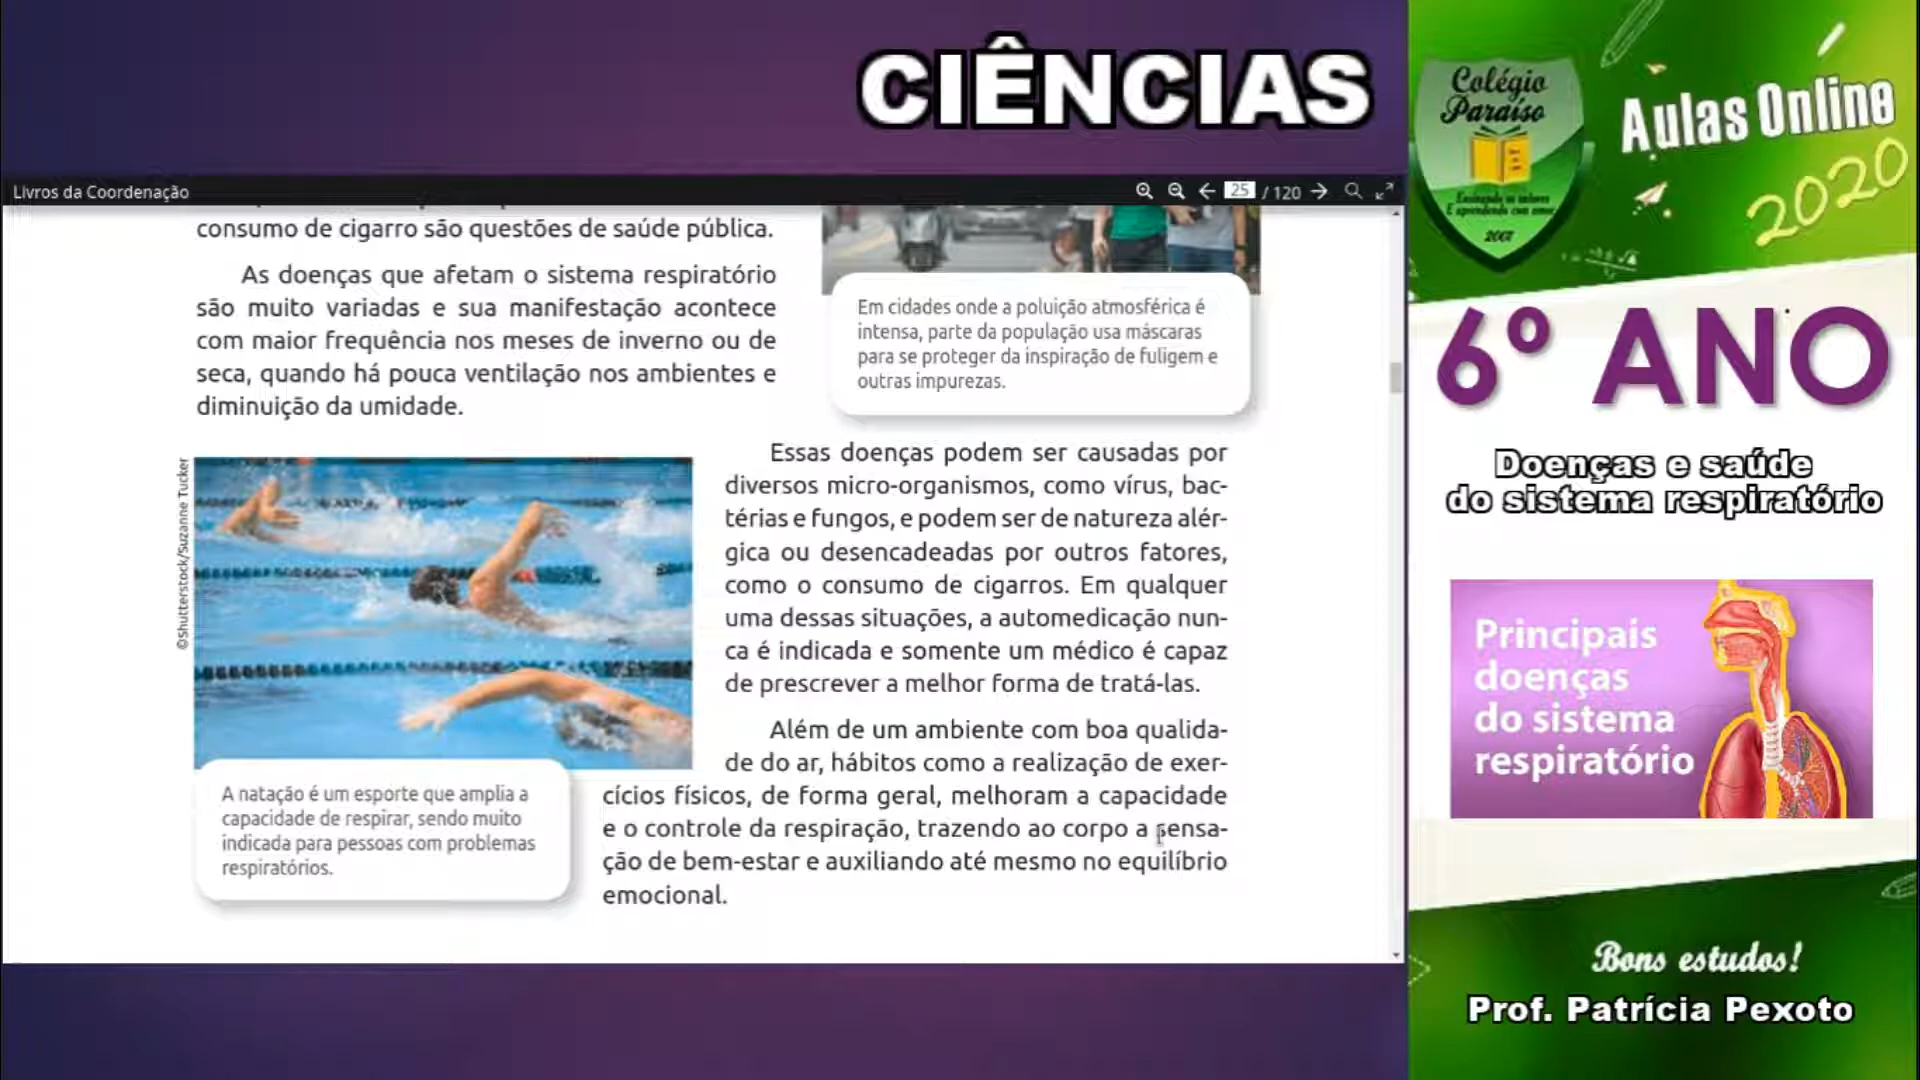 CIÊNCIAS
Livros da Coordenação
25 / 120
consumo de cigarro são questões de saúde pública.
As doenças que afetam o sistema respiratório
são muito variadas e sua manifestação acontece
com maior frequência nos meses de inverno ou de
seca, quando há pouca ventilação nos ambientes e
diminuição da umidade.
Em cidades onde a poluição atmosférica é
intensa, parte da população usa máscaras
para se proteger da inspiração de fuligem e
outras impurezas.
©Shutterstock/Suzanne Tucker
A natação é um esporte que amplia a
capacidade de respirar, sendo muito
indicada para pessoas com problemas
respiratórios.
Essas doenças podem ser causadas por
diversos micro-organismos, como vírus, bac-
térias e fungos, e podem ser de natureza alér-
gica ou desencadeadas por outros fatores,
como o consumo de cigarros. Em qualquer
uma dessas situações, a automedicação nun-
ca é indicada e somente um médico é capaz
de prescrever a melhor forma de tratá-las.
Além de um ambiente com boa qualida-
de do ar, hábitos como a realização de exer-
cícios físicos, de forma geral, melhoram a capacidade
e o controle da respiração, trazendo ao corpo a sensa-
ção de bem-estar e auxiliando até mesmo no equilíbrio
emocional.
Colégio
Paraíso
Ensinando os valores
E aprendendo com amor
2007
Aulas Online
2020
6º ANO
Doenças e saúde
do sistema respiratório
Principais
doenças
do sistema
respiratório
Bons estudos!
Prof. Patrícia Pexoto